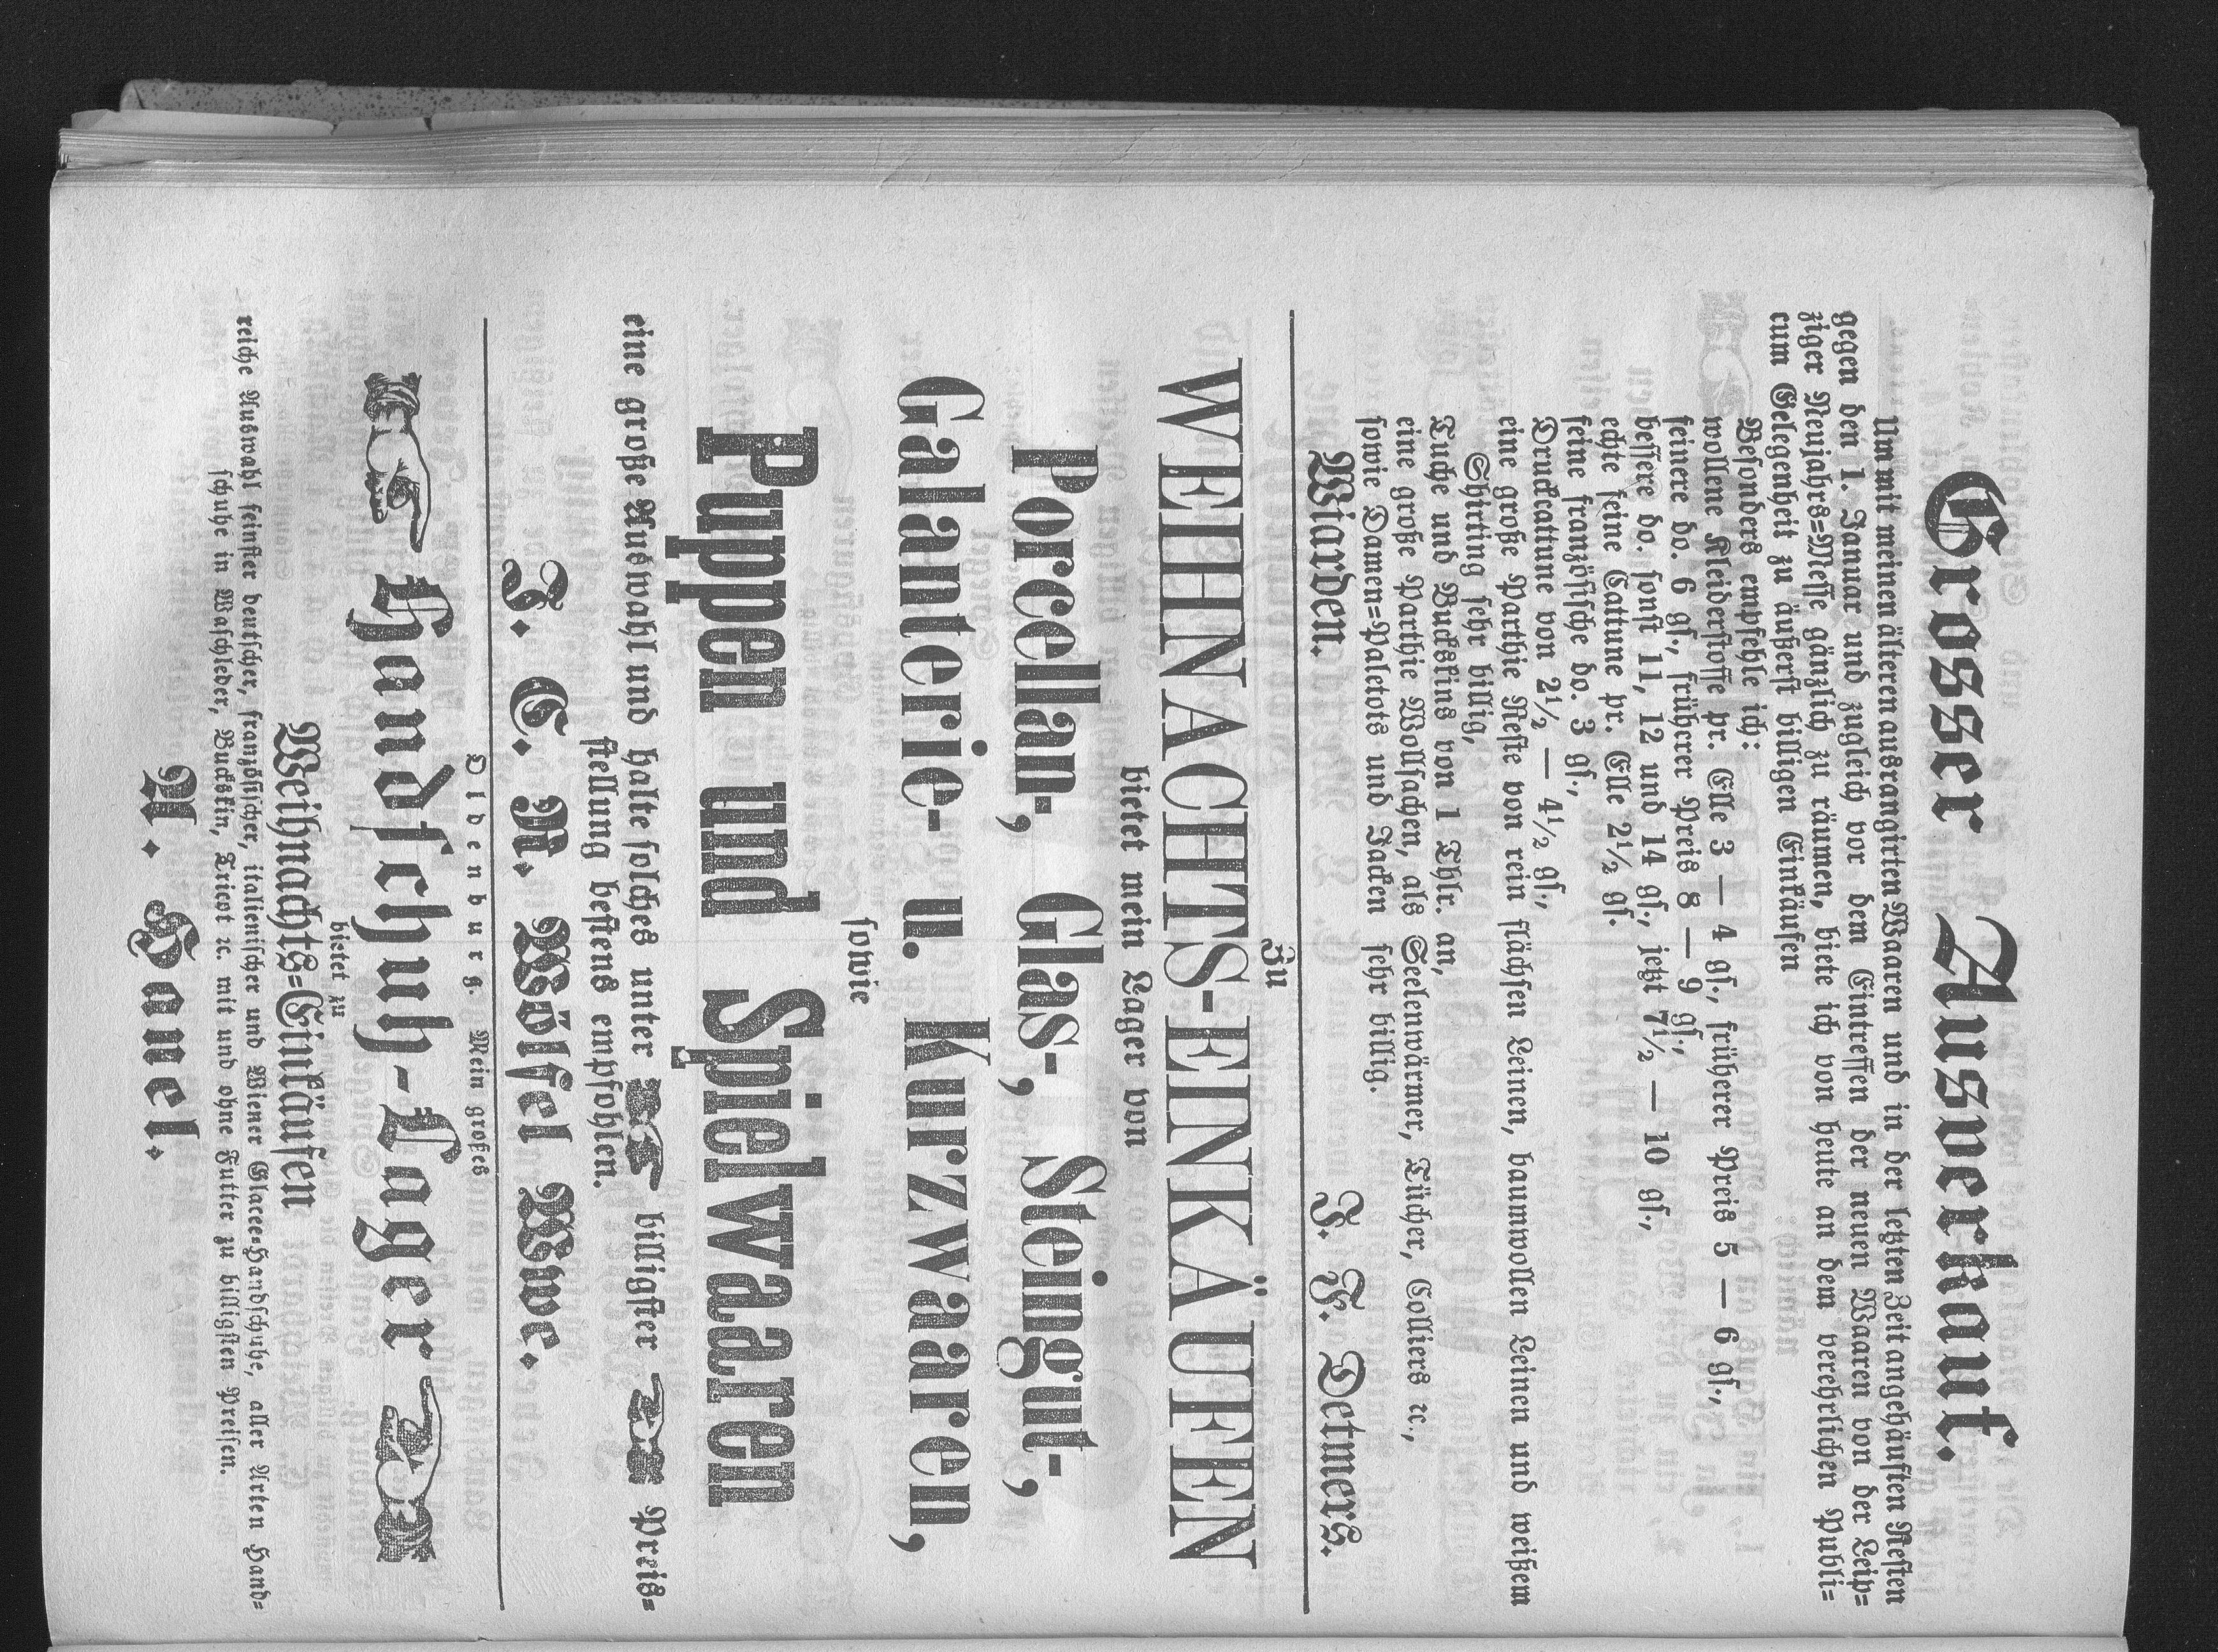 Grosser Ausverkauf.
Um mit meinen älteren ausrangirten Waaren und in der letzten Zeit angehäuften Resten
gegen den 1. Januar und zugleich vor dem Eintreffen der neuen Waaren von der Leip=
ziger Neujahrs=Messe gänzlich zu räumen, biete ich von heute an dem verehrlichen Publi=
cum Gelegenheit zu äußerst billigen Einkäufen
Besonders empfehle ich:
wollene Kleiderstoffe pr. Elle 3 — 4 gs., früherer Preis 5 — 6 gs.,
feinere do. 6 gs., früherer Preis 8 — 9 gs.,
bessere do. sonst 11, 12 und 14 gs., jetzt 7½ — 10 gs.,
echte feine Cattune pr. Elle 2½ gs.
feine französische do. 3 gs.,
Druckcattune von 2½ — 4½ gs.,
eine große Parthie Reste von rein flächsen Leinen, baumwollen Leinen und weißem
Shirting sehr billig,
Tuche und Buckskins von 1 Thlr. an,
eine große Parthie Wollsachen, als Seelenwärmer, Tücher, Colliers ꝛc.,
sowie Damen=Paletots und Jacken sehr billig.
Wiarden. F. F. Detmers.
Zu
WEIHNACHTS-EINKÄUFEN
bietet mein Lager von
Porcellan-, Glas-, Steingut-,
Galanterie- u. Kurzwaaren,
sowie
Puppen und Spielwaaren
eine große Auswahl und halte solches unter billigster Preis=
stellung bestens empfohlen.
L. C. M. Wölfel Wwe.
Oldenburg. Mein großes
Handschuh-Lager
bietet zu
Weihnachts=Einkäufen
reiche Auswahl feinster deutscher, französischer, italienischer und Wiener Glacee=Handschuhe, aller Arten Hand=
schuhe in Waschleder, Buckskin, Tricot ꝛc. mit und ohne Futter zu billigsten Preisen.
A. Hanel.